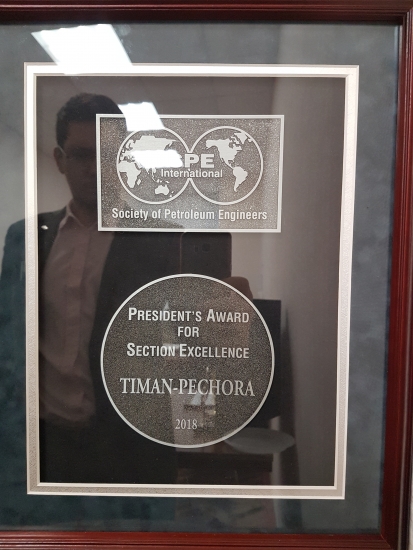 SPE
International
Society of Petroleum Engineers
PRESIDENT'S AWARD
FOR
SECTION EXCELLENCE
TIMAN-PECHORA
2018